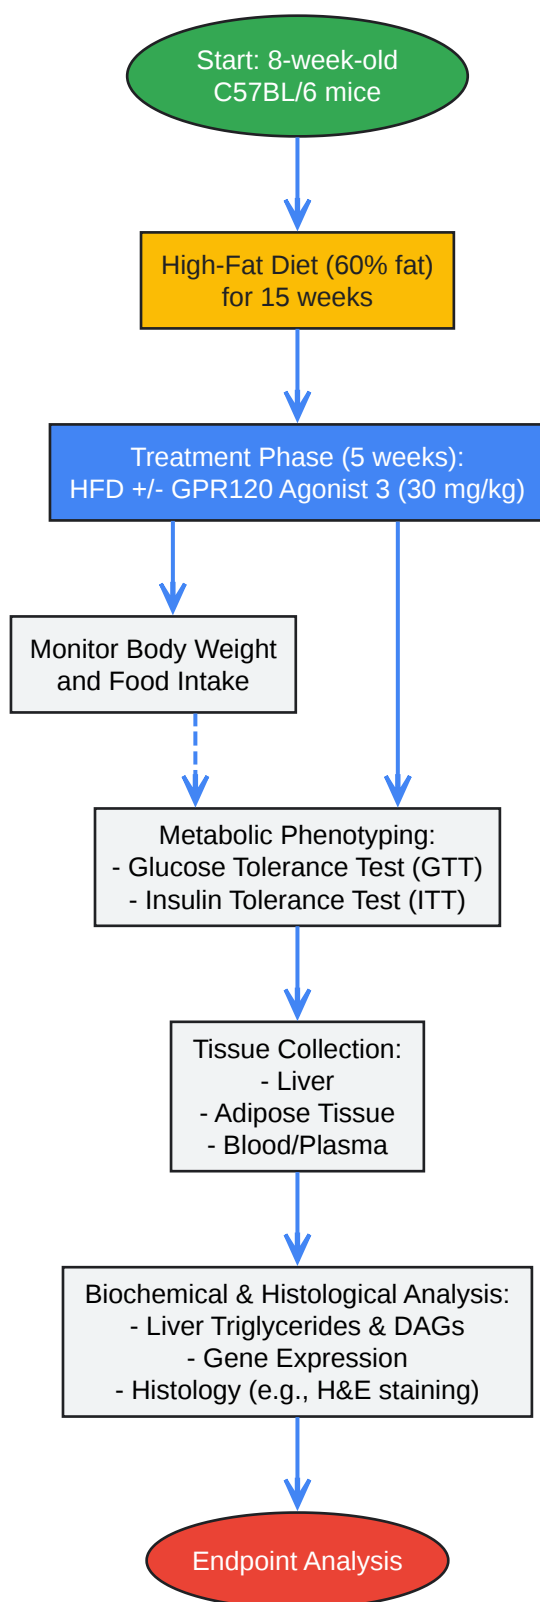 Start: 8-week-old
C57BL/6 mice
High-Fat Diet (60% fat)
for 15 weeks
Treatment Phase (5 weeks):
HFD +/- GPR120 Agonist 3 (30 mg/kg)
Monitor Body Weight
and Food Intake
Metabolic Phenotyping:
- Glucose Tolerance Test (GTT)
- Insulin Tolerance Test (ITT)
Tissue Collection:
- Liver
- Adipose Tissue
- Blood/Plasma
Biochemical & Histological Analysis:
- Liver Triglycerides & DAGs
- Gene Expression
- Histology (e.g., H&E staining)
Endpoint Analysis